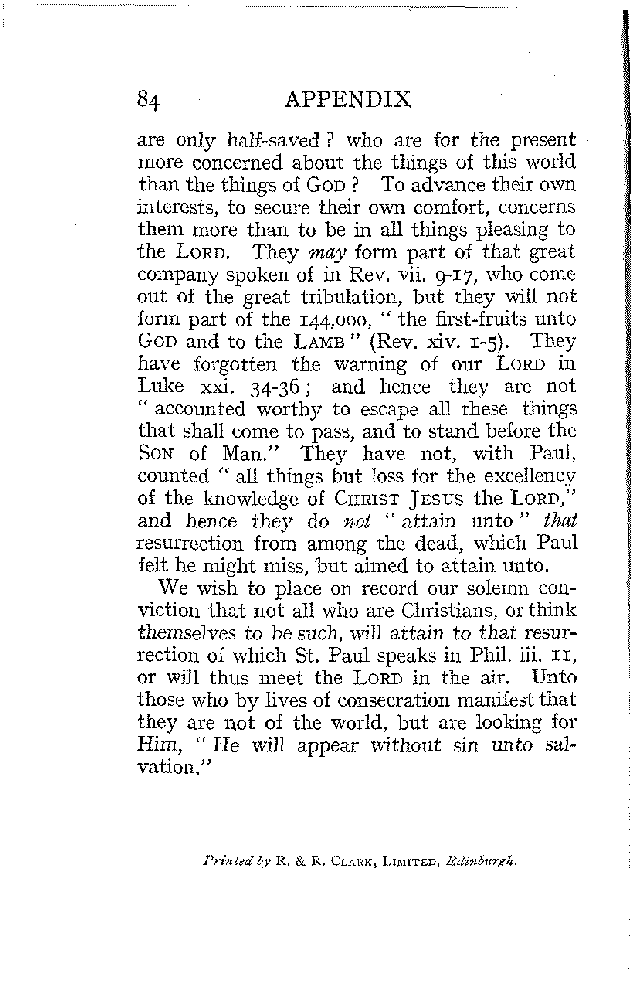 84 APPENDIX
are only half-saved ? who are for the present
more concerned about the things of this world
than the things of GOD ? To advance their own
interests, to secure their own comfort, concerns
them more than to be in all things pleasing to
the LORD. They may form part of that great
company spoken of in Rev. vii. 9-17, who come
out of the great tribulation, but they will not
form part of the 144,000, “ the first-fruits unto
GOD and to the LAMB ” (Rev. xiv. 1-5). They
have forgotten the warning of our LORD in
Luke xxi. 34-36 ; and hence they are not
“ accounted worthy to escape all these things
that shall come to pass, and to stand before the
SON of Man.” They have not, with Paul,
counted “ all things but loss for the excellency
of the knowledge of CHRIST JESUS the LORD,”
and hence they do not “ attain unto ” that
resurrection from among the dead, which Paul
felt he might miss, but aimed to attain unto.
We wish to place on record our solemn con-
viction that not all who are Christians, or think
themselves to be such, will attain to that resur-
rection of which St. Paul speaks in Phil. iii. 11,
or will thus meet the LORD in the air. Unto
those who by lives of consecration manifest that
they are not of the world, but are looking for
Him, “ He will appear without sin unto sal-
vation.”
Printed by R. & R. CLARK, LIMITED, Edinburgh.